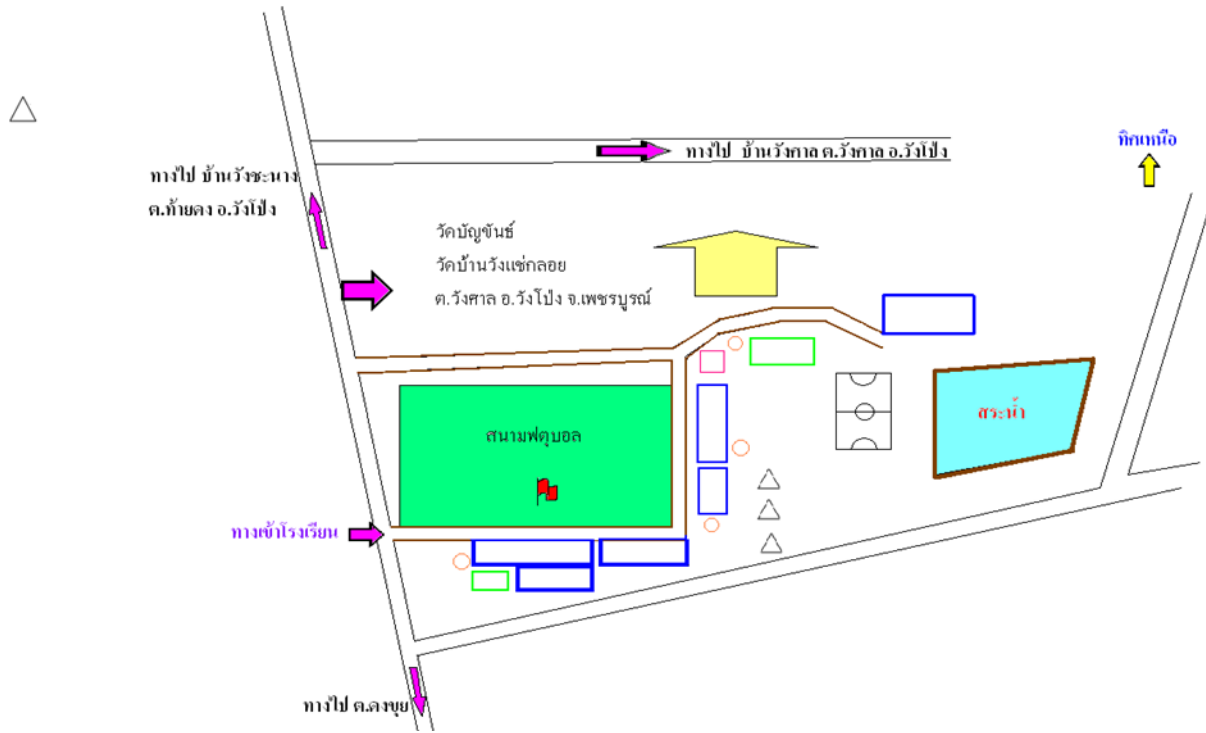 ทางไป บ้านวังกาล ต.วังกาล อ.วังโป่ง
ทิศเหนือ
ทางไป บ้านวังชะนาง
ต.ท้ายดง อ.วังโป่ง
วัดบัญขันธ์
วัดบ้านวังแช่กลอย
ต.วังศาล อ.วังโป่ง จ.เพชรบูรณ์
สนามฟตุบอล
สระน้ำ
ทางเข้าโรงเรียน
ทางไป ต.ดงขุย